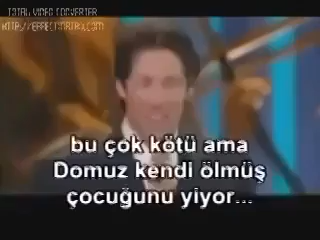 TOTAL VIDEO CONVERTER
bu çok kötü ama
Domuz kendi ölmüş
çocuğunu yiyor...